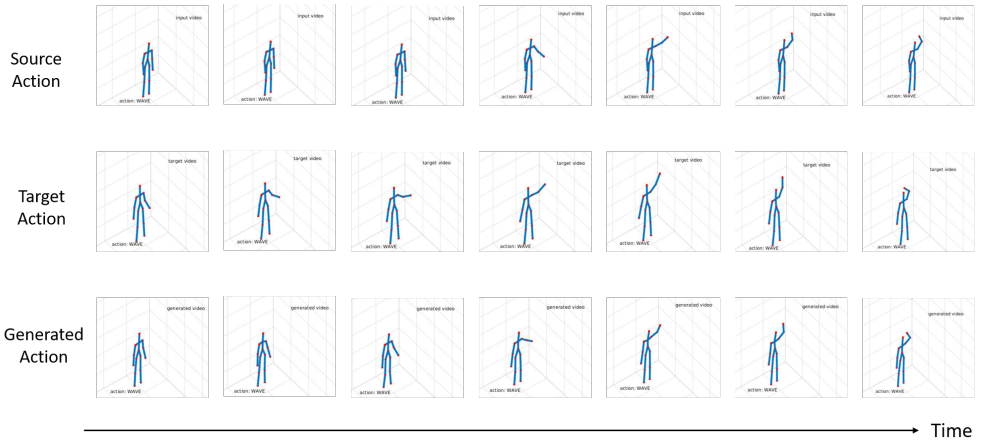 input video
input video
input video
input video
input video
input video
input video
Source
Action
action: WAVE
action: WAVE
action: WAVE
action: WAVE
action: WAVE
action: WAVE
action: WAVE
target video
target video
target video
target video
target video
target video
target video
Target
Action
action: WAVE
action: WAVE
action: WAVE
action: WAVE
action: WAVE
action: WAVE
action: WAVE
generated video
generated video
generated video
generated video
generated video
generated video
generated video
Generated
Action
action: WAVE
action: WAVE
action: WAVE
action: WAVE
action: WAVE
action: WAVE
action: WAVE
Time